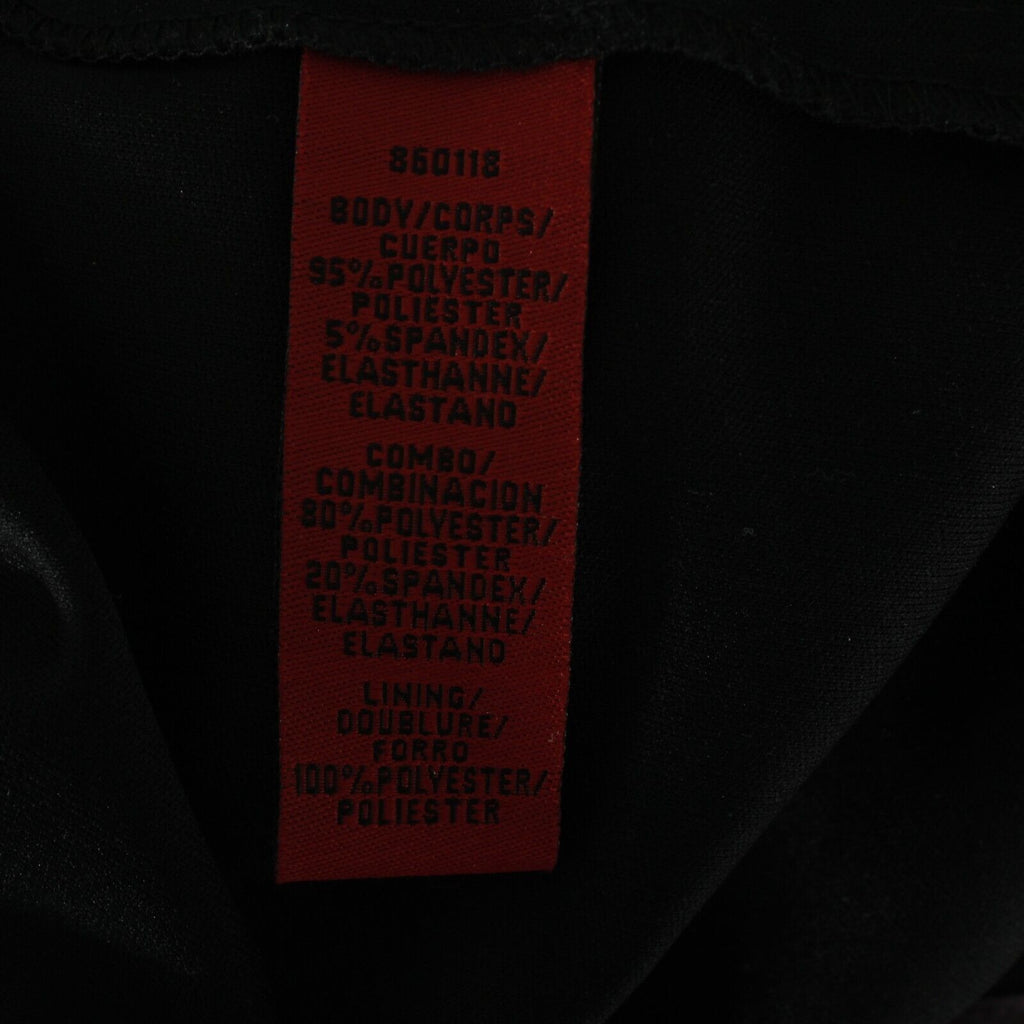 860118
BODY/CORPS/
CUERPO
95%POLYESTER/
POLIESTER
5%SPANDEX/
ELASTHANNE/
ELASTANO
COMBO/
COMBINACION
80%POLYESTER/
POLIESTER
20%SPANDEX/
ELASTHANNE/
ELASTANO
LINING/
DOUBLURE/
FORRO
100%POLYESTER/
POLIESTER